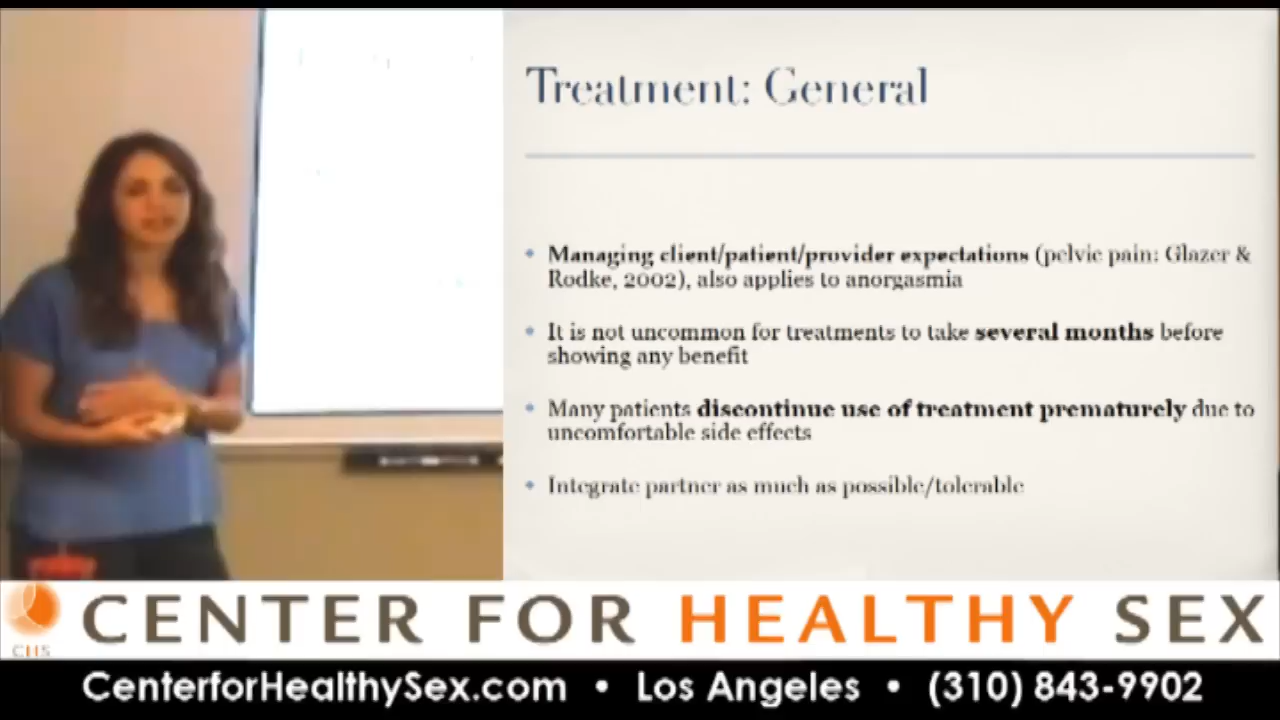 Treatment: General
• Managing client/patient/provider expectations (pelvic pain: Glazer &
Rodke, 2002), also applies to anorgasmia
• It is not uncommon for treatments to take several months before
showing any benefit
• Many patients discontinue use of treatment prematurely due to
uncomfortable side effects
• Integrate partner as much as possible/tolerable
CENTER FOR HEALTHY SEX
CHS
CenterforHealthySex.com • Los Angeles • (310) 843-9902